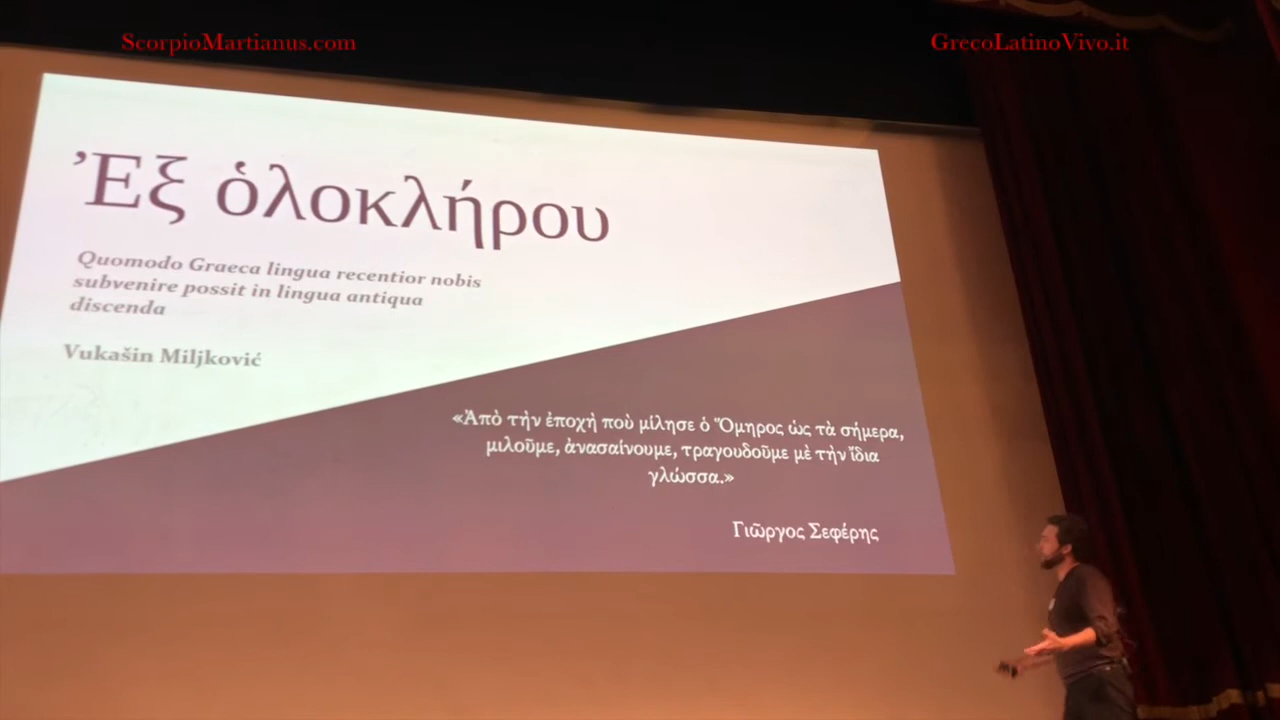 ScorpioMartianus.com
GrecoLatinoVivo.it
Ἐξ ὁλοκλήρου
Quomodo Graeca lingua recentior nobis
subvenire possit in lingua antiqua
discenda
Vukašin Miljković
«Ἀπὸ τὴν ἐποχὴ ποὺ μίλησε ὁ Ὅμηρος ὡς τὰ σήμερα,
μιλοῦμε, ἀνασαίνουμε, τραγουδοῦμε μὲ τὴν ἴδια
γλώσσα.»
Γιῶργος Σεφέρης